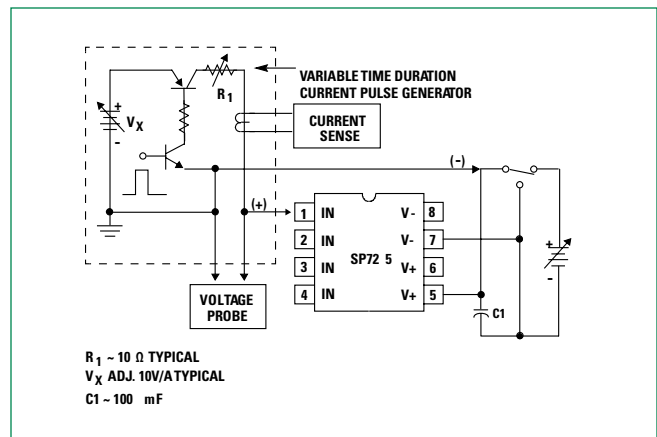 VARIABLE TIME DURATION
CURRENT PULSE GENERATOR
R1
+
VX
-
CURRENT
SENSE
(-)
(+)
1 IN V- 8
2 IN V- 7
SP72 5
3 IN V+ 6
4 IN V+ 5
+
-
C1
VOLTAGE
PROBE
R1 ~ 10 Ω TYPICAL
VX ADJ. 10V/A TYPICAL
C1 ~ 100 mF